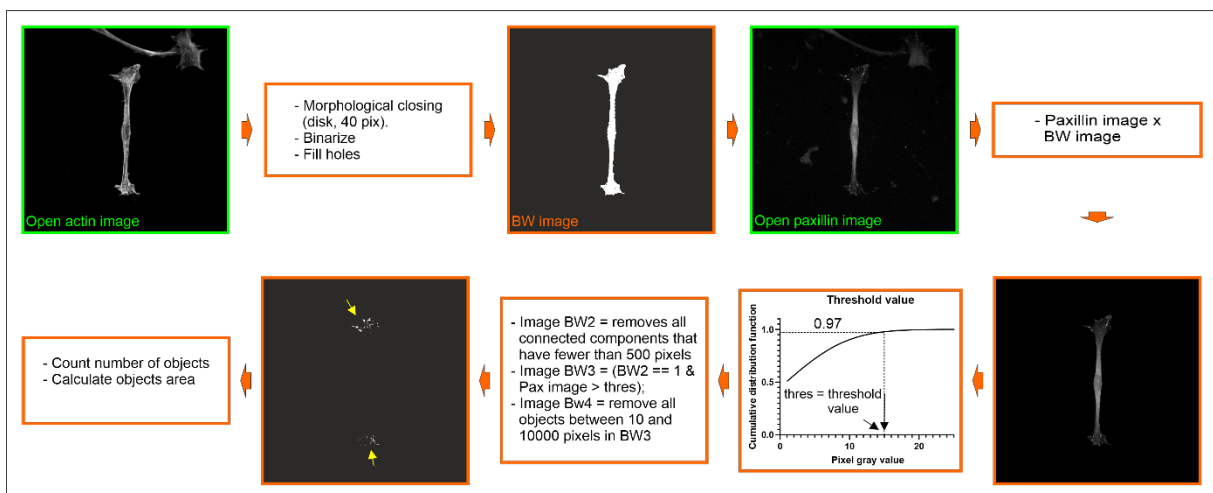 Open actin image
- Morphological closing
(disk, 40 pix).
- Binarize
- Fill holes
BW image
Open paxillin image
- Paxillin image x
BW image
Threshold value
0.97
1.0
0.5
0.0
Cumulative distribution function
thres = threshold
value
0
10
20
Pixel gray value
- Image BW2 = removes all
connected components that
have fewer than 500 pixels
- Image BW3 = (BW2 == 1 &
Pax image > thres);
- Image Bw4 = remove all
objects between 10 and
10000 pixels in BW3
- Count number of objects
- Calculate objects area